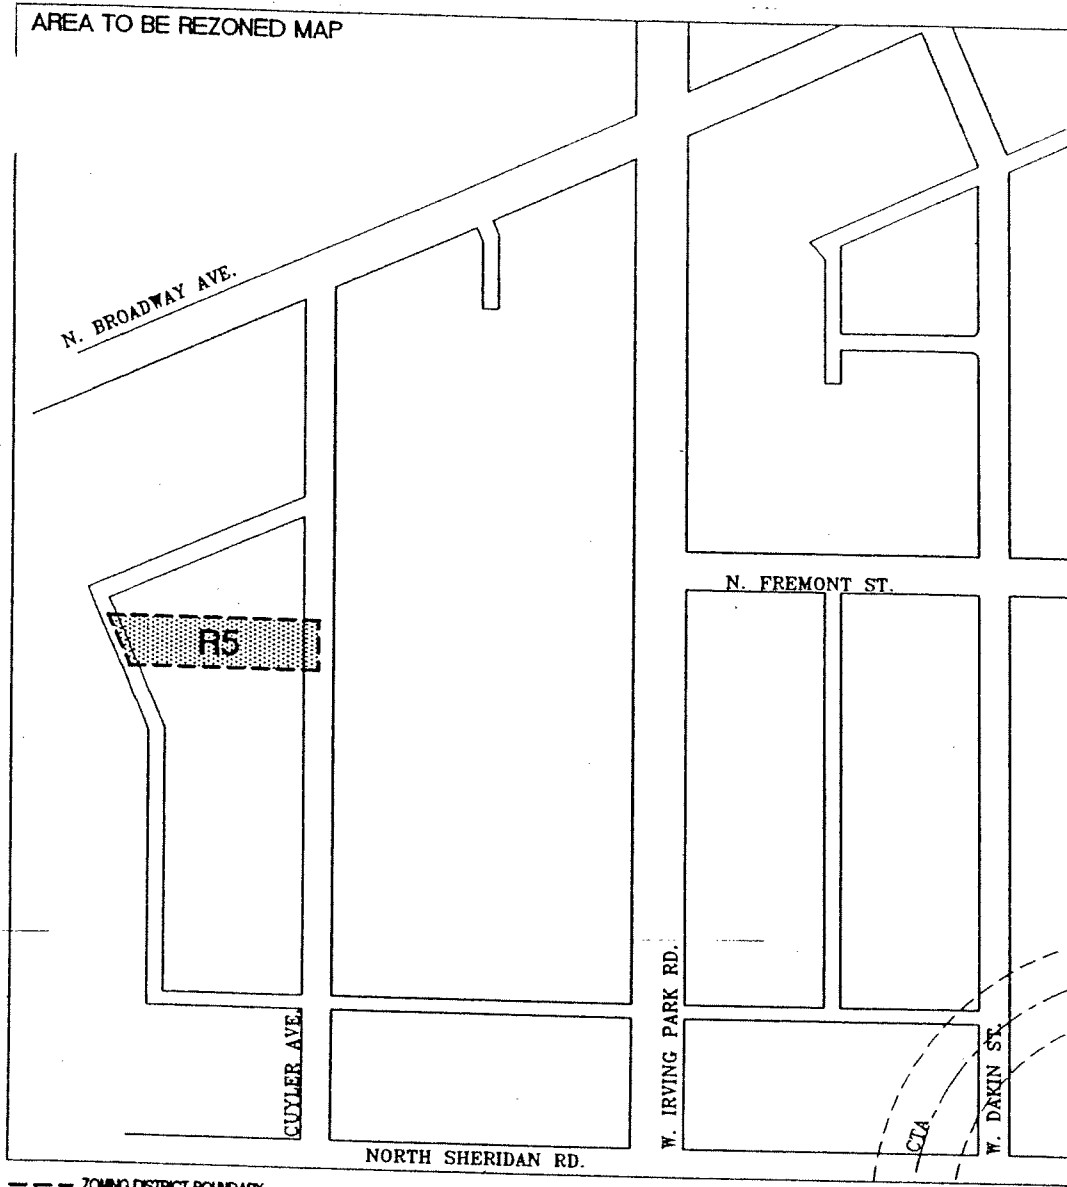 AREA TO BE REZONED MAP
N. BROADWAY AVE.
N. FREMONT ST.
R5
CUYLER AVE.
W. IRVING PARK RD.
W. DAKIN ST.
CTA
NORTH SHERIDAN RD.
ZONING DISTRICT BOUNDARY